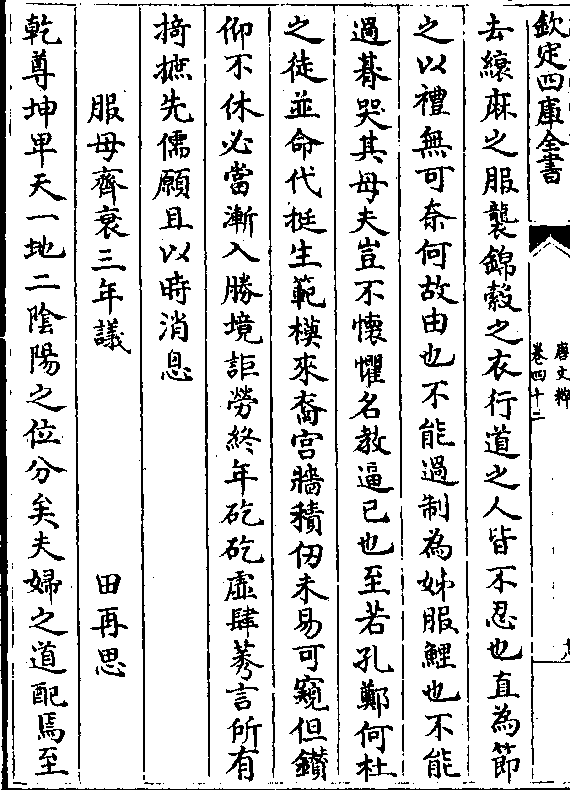 欽定四庫全書
唐文粹
卷四十二
去縗麻之服襲錦縠之衣行道之人皆不忍也直為節
之以禮無可奈何故由也不能過制為姊服鯉也不能
過朞哭其母夫豈不懷懼名教逼已也至若孔鄭何杜
之徒並命代挺生範模來裔宮牆積仞未易可窺但鑚
仰不休必當漸入勝境詎勞終年矻矻虛肆莠言所有
掎摭先儒願且以時消息
服母齊衰三年議 田再思
乾尊坤卑天一地二陰陽之位分矣夫婦之道配焉至